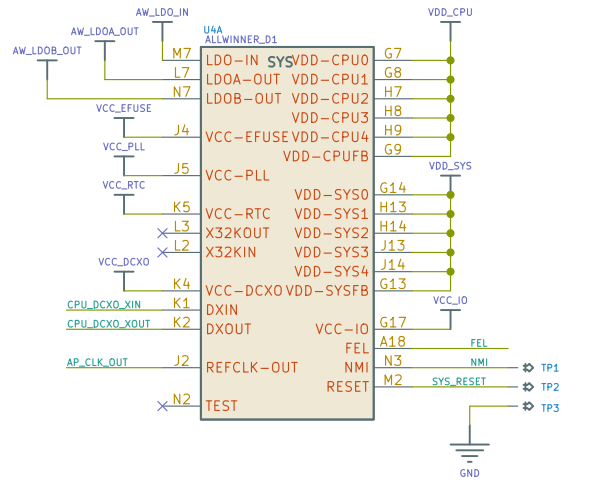 AW_LDO_IN
AW_LDOA_OUT
AW_LDOB_OUT
VDD_CPU
U4A
ALLWINNER_D1
SYS
M7 LDO-IN VDD-CPU0 G7
L7 LDOA-OUT VDD-CPU1 G8
N7 LDOB-OUT VDD-CPU2 H7
VCC_EFUSE
VDD-CPU3 H8
J4 VCC-EFUSE VDD-CPU4 H9
VCC_PLL
VDD-CPUFB G9
VDD_SYS
J5 VCC-PLL
VCC_RTC
VDD-SYS0 G14
K5 VCC-RTC VDD-SYS1 H13
L3 X32KOUT VDD-SYS2 H14
L2 X32KIN VDD-SYS3 J13
VCC_DCXO
VDD-SYS4 J14
K4 VCC-DCXO VDD-SYSFB G13
VCC_IO
CPU_DCXO_XIN K1 DXIN
CPU_DCXO_XOUT K2 DXOUT VCC-IO G17
FEL A18 FEL
AP_CLK_OUT J2 REFCLK-OUT NMI N3 NMI TP1
RESET M2 SYS_RESET TP2
N2 TEST TP3
GND